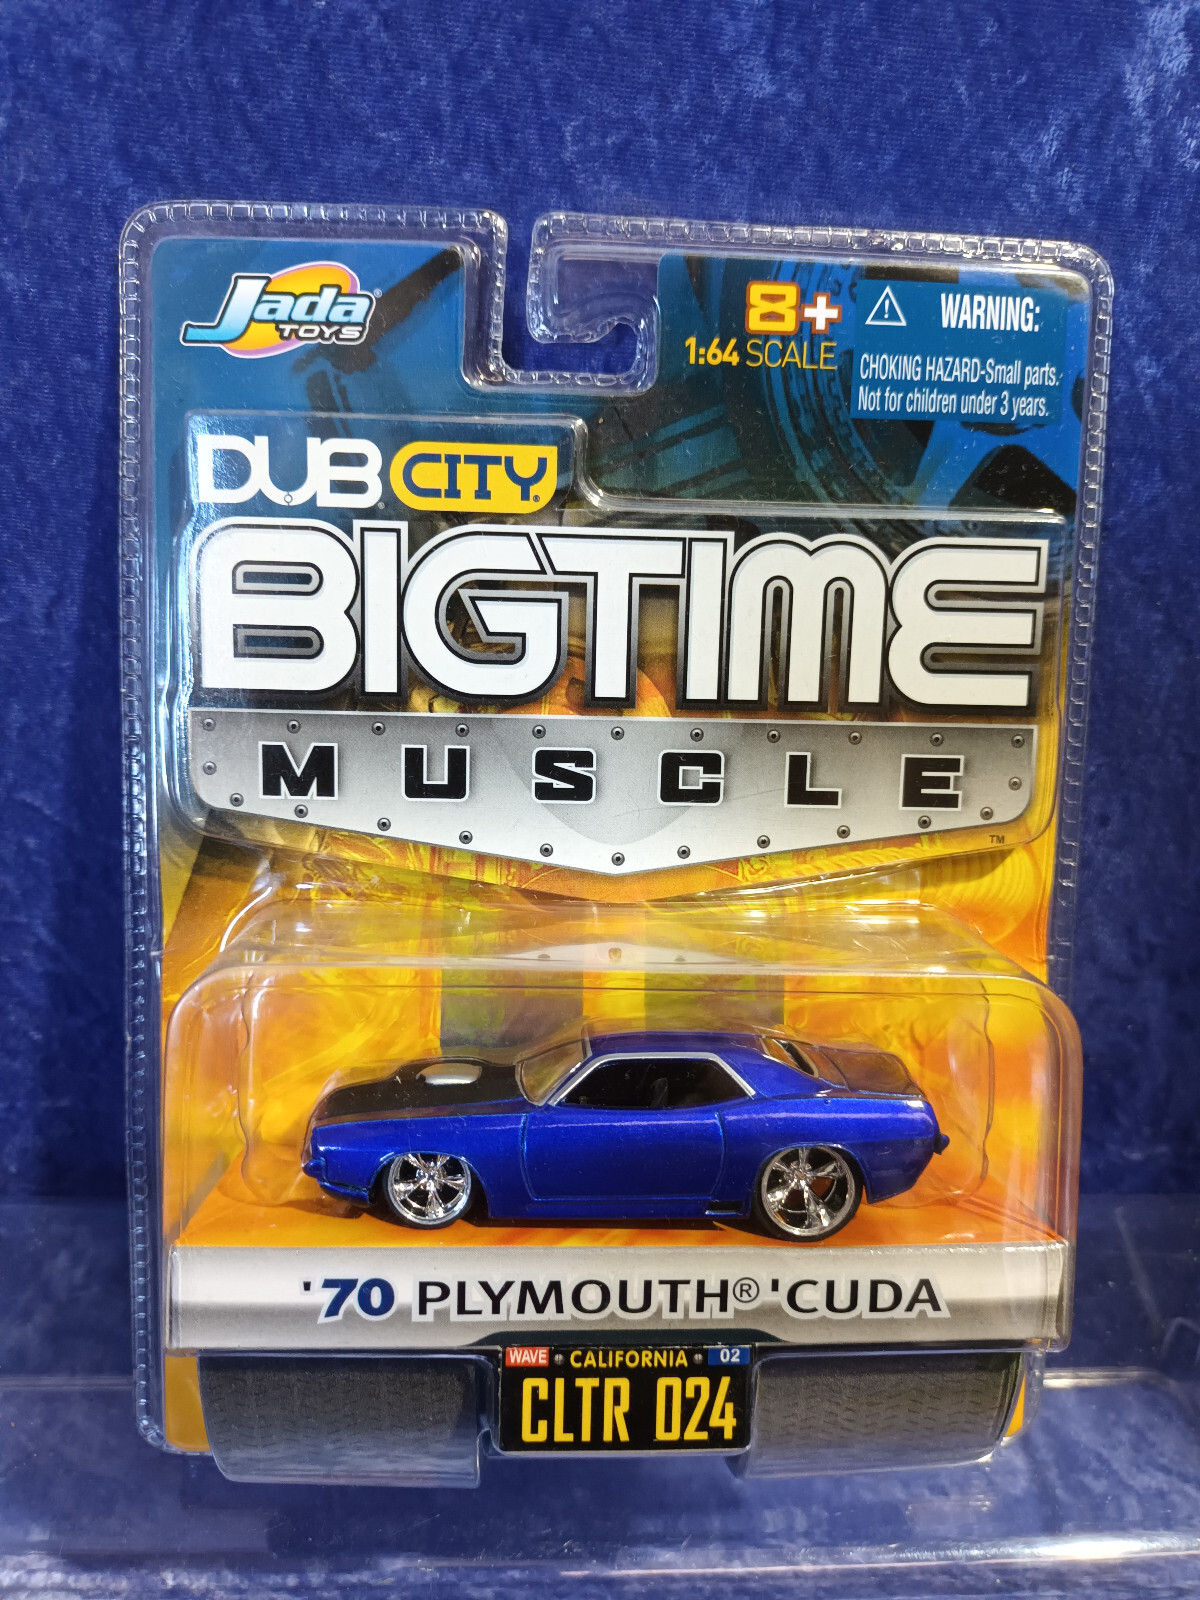 Jada®
TOYS
8+
1:64 SCALE
WARNING:
CHOKING HAZARD-Small parts.
Not for children under 3 years.
DUB® CITY®
BIGTIME
MUSCLE
™
'70 PLYMOUTH® 'CUDA
WAVE CALIFORNIA 02
CLTR 024